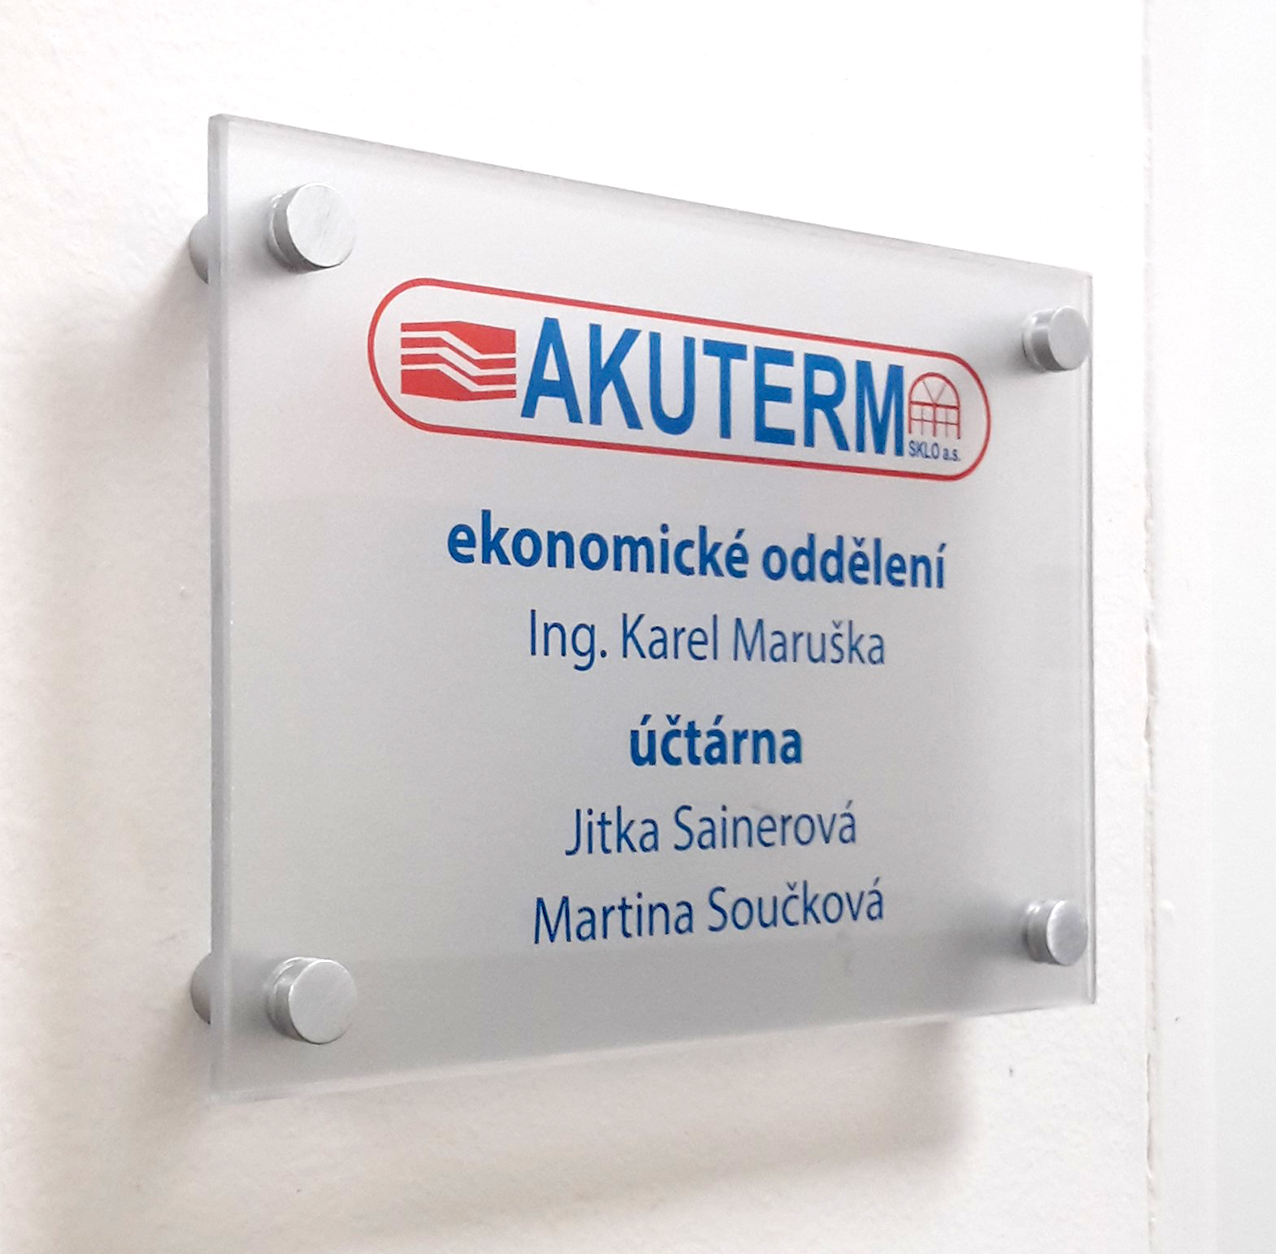 AKUTERM
SKLO a.s.
ekonomické oddělení
Ing. Karel Maruška
účtárna
Jitka Sainerová
Martina Součková